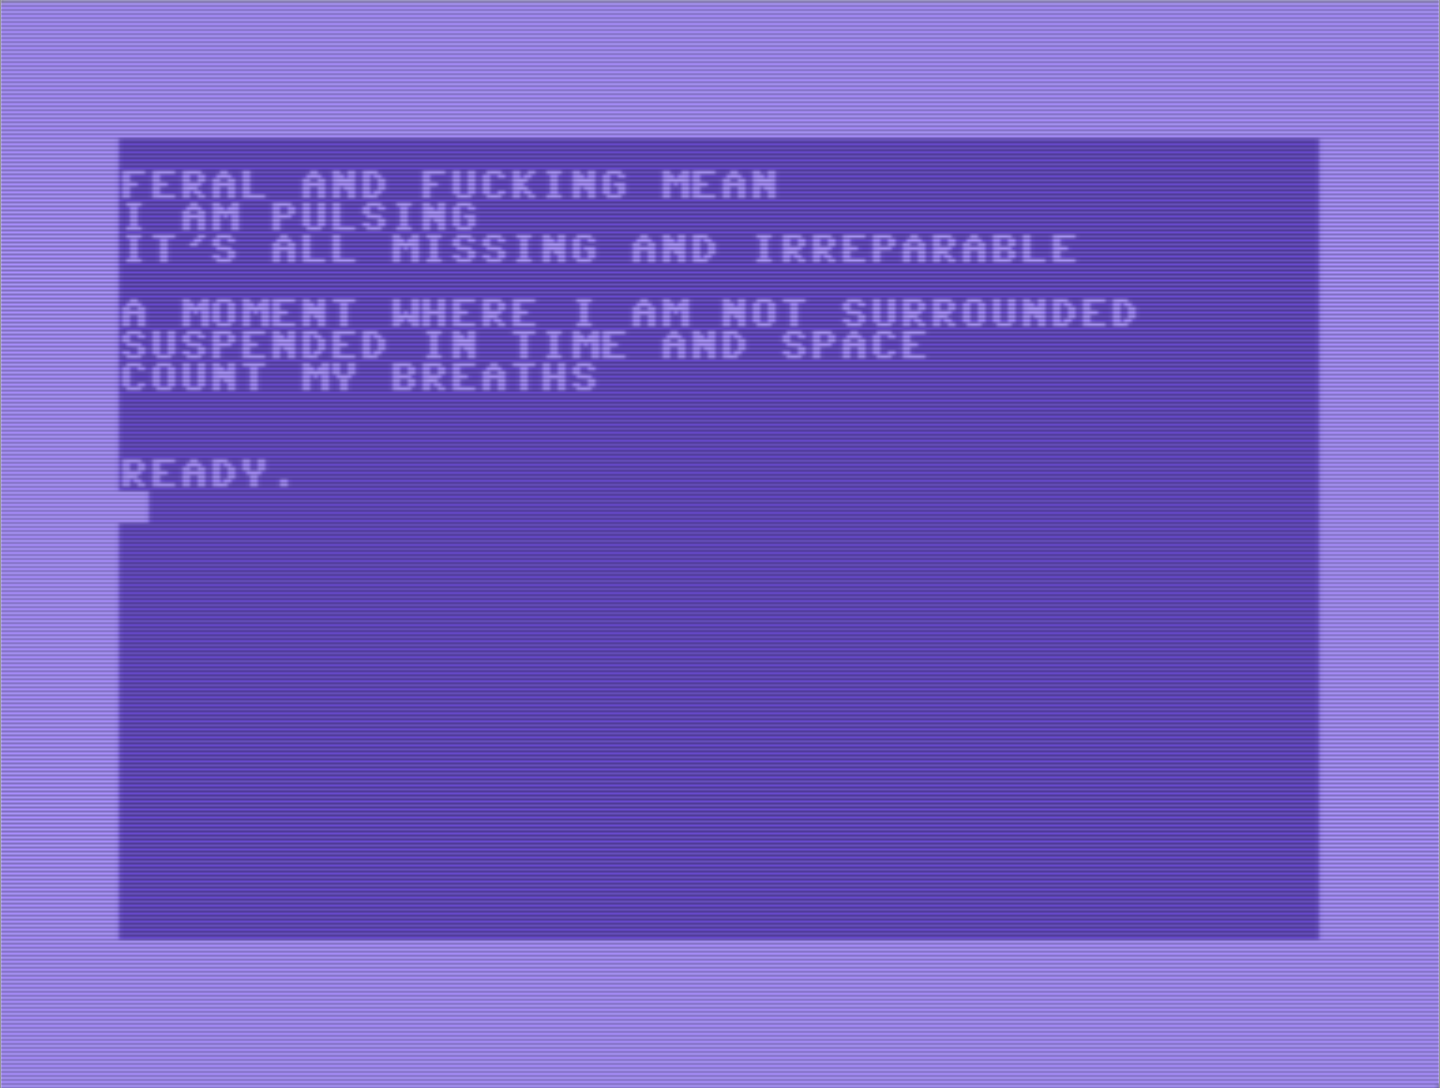 FERAL AND FUCKING MEAN
I AM PULSING
IT'S ALL MISSING AND IRREPARABLE
A MOMENT WHERE I AM NOT SURROUNDED
SUSPENDED IN TIME AND SPACE
COUNT MY BREATHS
READY.